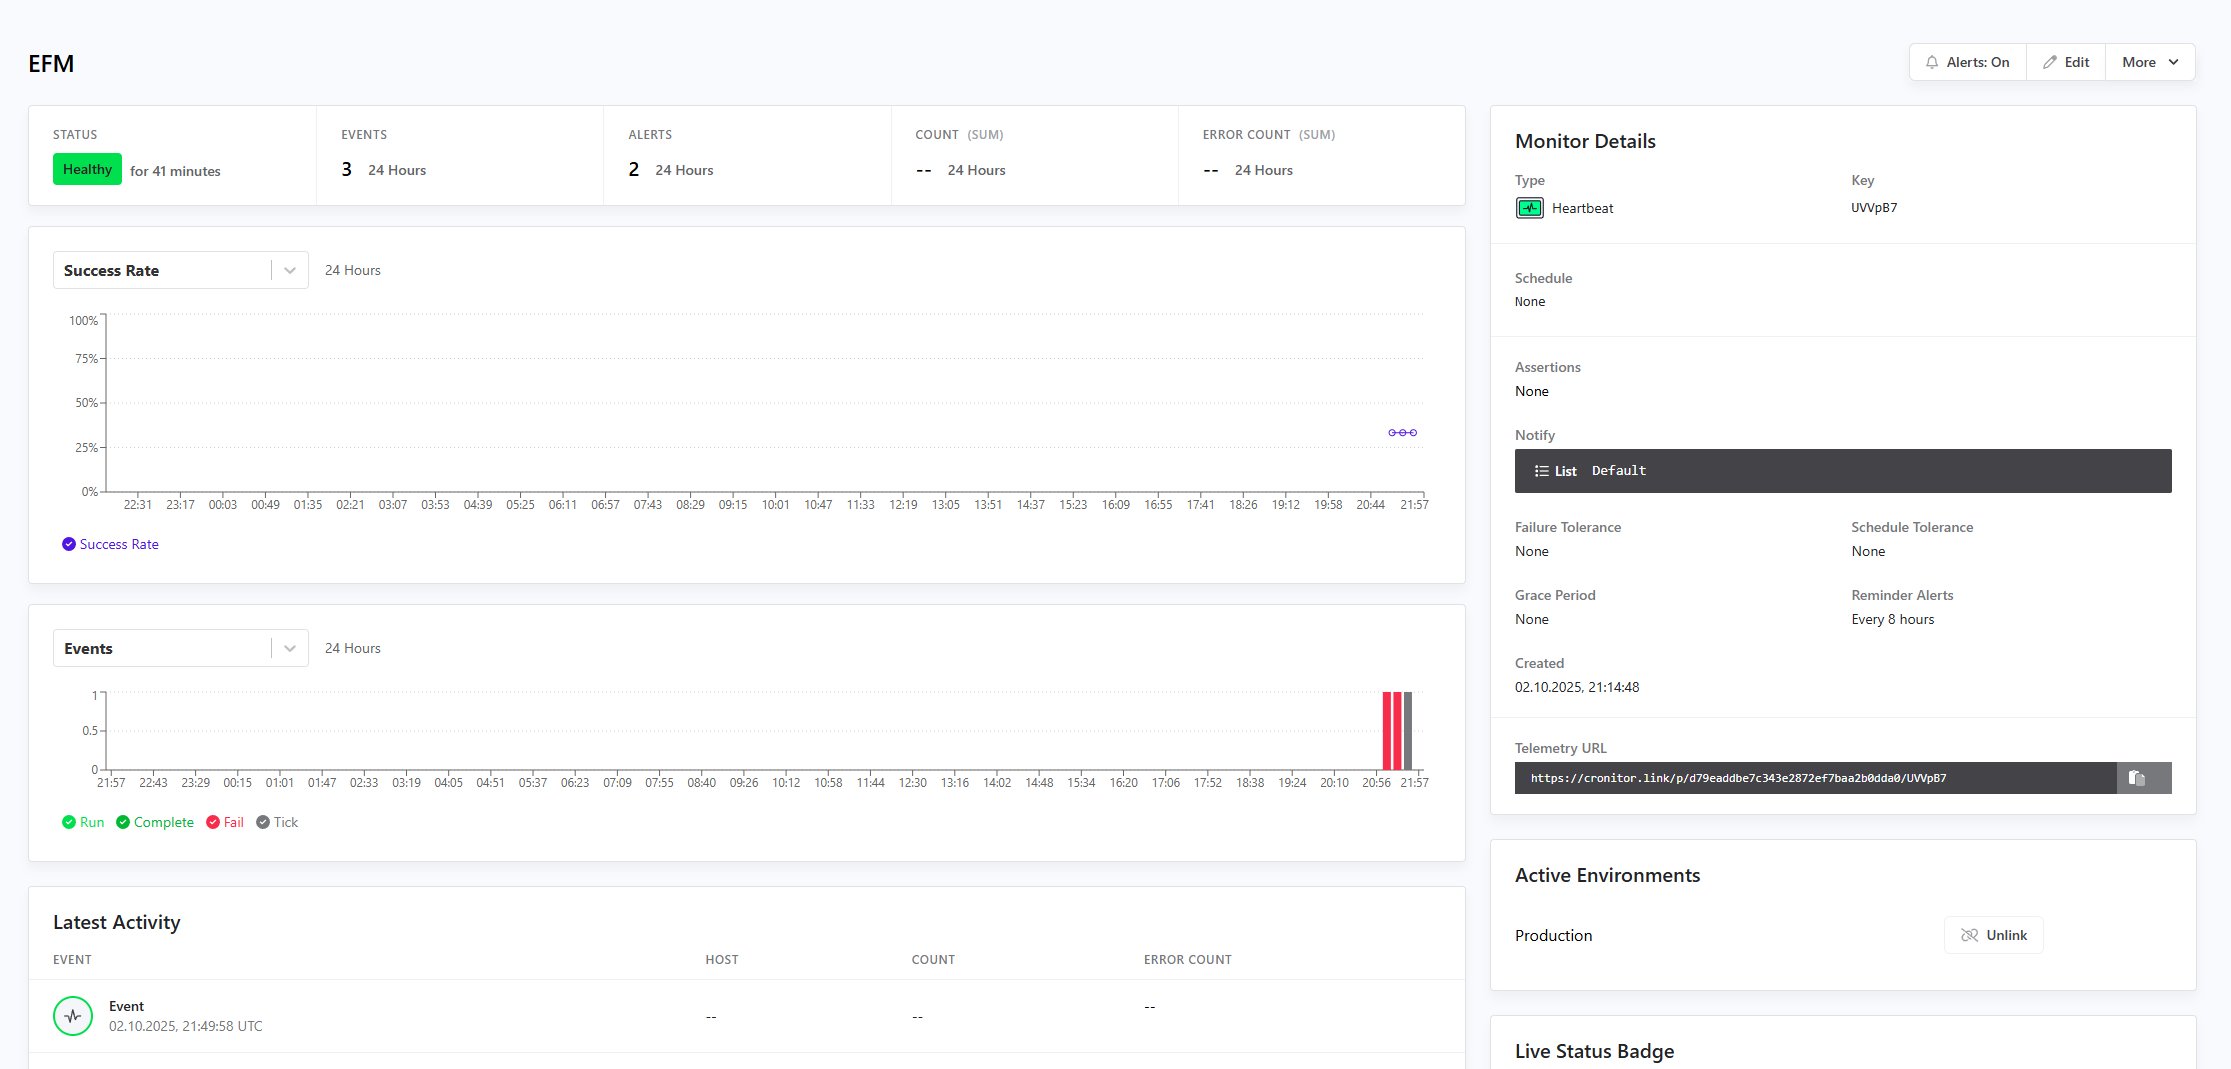 EFM
Alerts: On
Edit
More
STATUS
Healthy for 41 minutes
EVENTS
3 24 Hours
ALERTS
2 24 Hours
COUNT (SUM)
-- 24 Hours
ERROR COUNT (SUM)
-- 24 Hours
Success Rate 24 Hours
100%
75%
50%
25%
0%
22:31 23:17 00:03 00:49 01:35 02:21 03:07 03:53 04:39 05:25 06:11 06:57 07:43 08:29 09:15 10:01 10:47 11:33 12:19 13:05 13:51 14:37 15:23 16:09 16:55 17:41 18:26 19:12 19:58 20:44 21:57
Success Rate
Events 24 Hours
1
0.5
0
21:57 22:43 23:29 00:15 01:01 01:47 02:33 03:19 04:05 04:51 05:37 06:23 07:09 07:55 08:40 09:26 10:12 10:58 11:44 12:30 13:16 14:02 14:48 15:34 16:20 17:06 17:52 18:38 19:24 20:10 20:56 21:57
Run Complete Fail Tick
Latest Activity
EVENT HOST COUNT ERROR COUNT
Event
02.10.2025, 21:49:58 UTC
-- -- --
Monitor Details
Type
Heartbeat
Key
UVVpB7
Schedule
None
Assertions
None
Notify
List Default
Failure Tolerance
None
Schedule Tolerance
None
Grace Period
None
Reminder Alerts
Every 8 hours
Created
02.10.2025, 21:14:48
Telemetry URL
https://cronitor.link/p/d79eaddbe7c343e2872ef7baa2b0dda0/UVVpB7
Active Environments
Production
Unlink
Live Status Badge